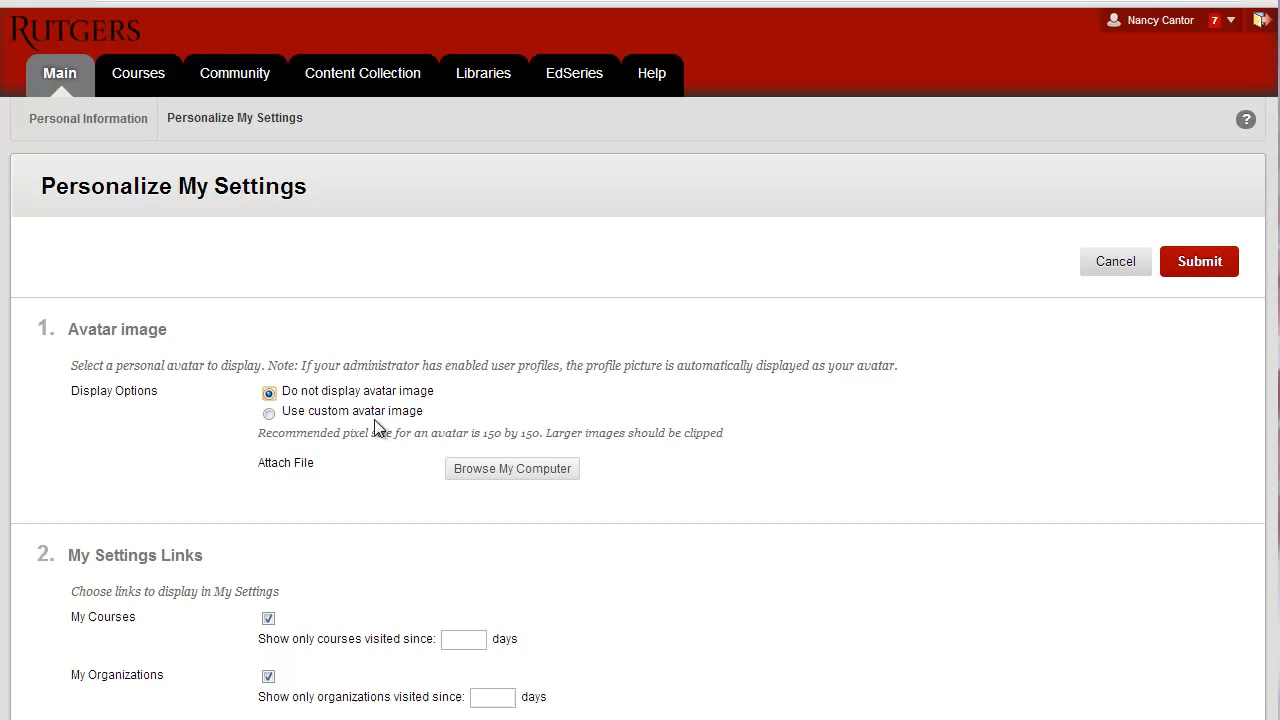 RUTGERS
Nancy Cantor 7
Main Courses Community Content Collection Libraries EdSeries Help
Personal Information Personalize My Settings ?
Personalize My Settings
Cancel Submit
1. Avatar image
Select a personal avatar to display. Note: If your administrator has enabled user profiles, the profile picture is automatically displayed as your avatar.
Display Options Do not display avatar image
Use custom avatar image
Recommended pixel size for an avatar is 150 by 150. Larger images should be clipped
Attach File Browse My Computer
2. My Settings Links
Choose links to display in My Settings
My Courses
Show only courses visited since: days
My Organizations
Show only organizations visited since: days